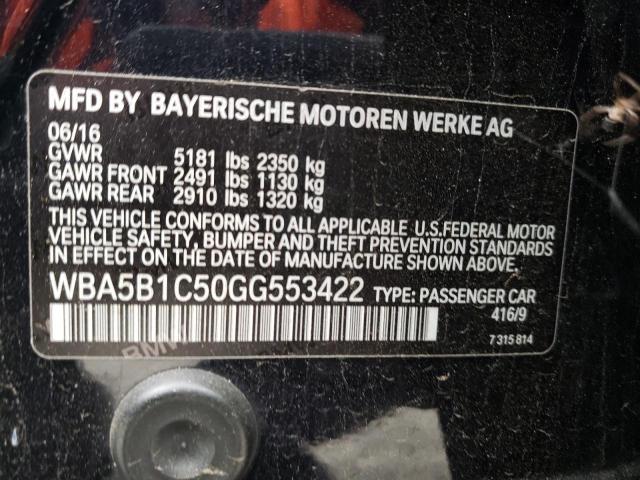 MFD BY BAYERISCHE MOTOREN WERKE AG
06/16
GVWR 5181 lbs 2350 kg
GAWR FRONT 2491 lbs 1130 kg
GAWR REAR 2910 lbs 1320 kg
THIS VEHICLE CONFORMS TO ALL APPLICABLE U.S.FEDERAL MOTOR
VEHICLE SAFETY, BUMPER AND THEFT PREVENTION STANDARDS
IN EFFECT ON THE DATE OF MANUFACTURE SHOWN ABOVE.
WBA5B1C50GG553422 TYPE: PASSENGER CAR
416/9
7 315 814
BMW